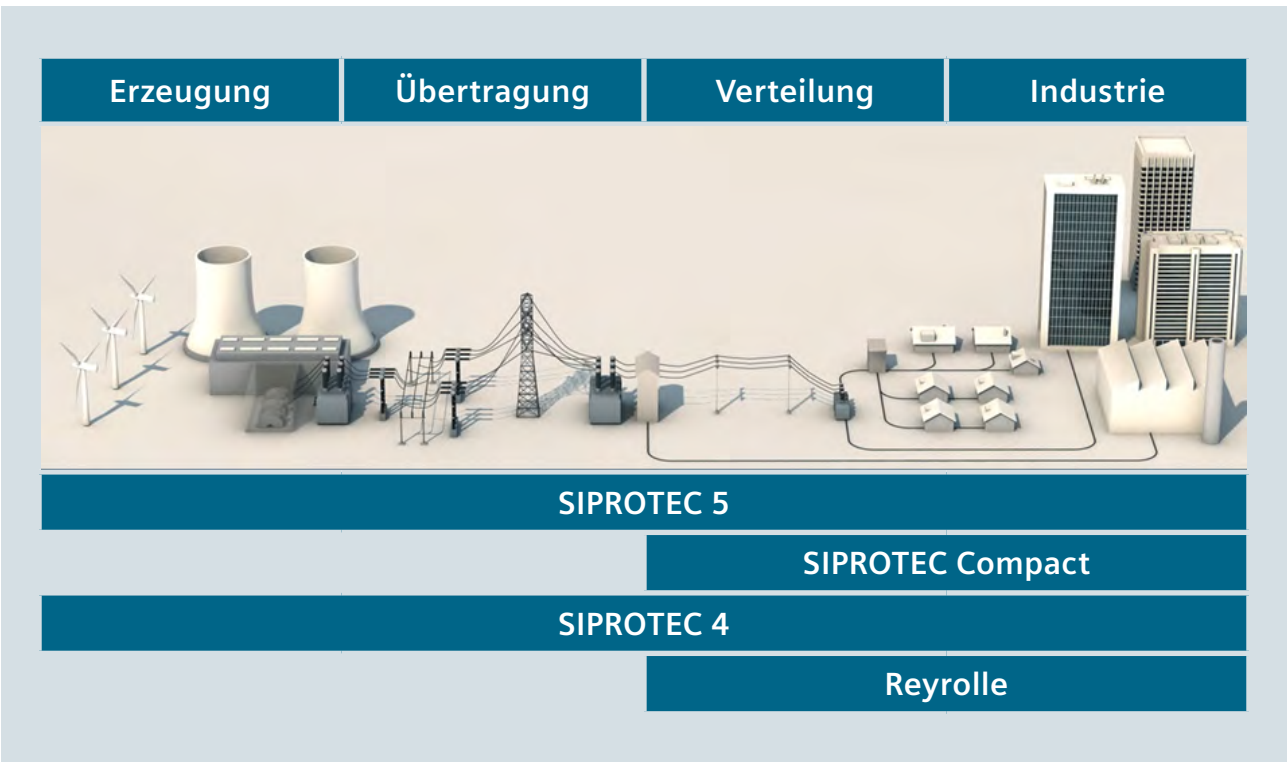 Erzeugung
Übertragung
Verteilung
Industrie
SIPROTEC 5
SIPROTEC Compact
SIPROTEC 4
Reyrolle